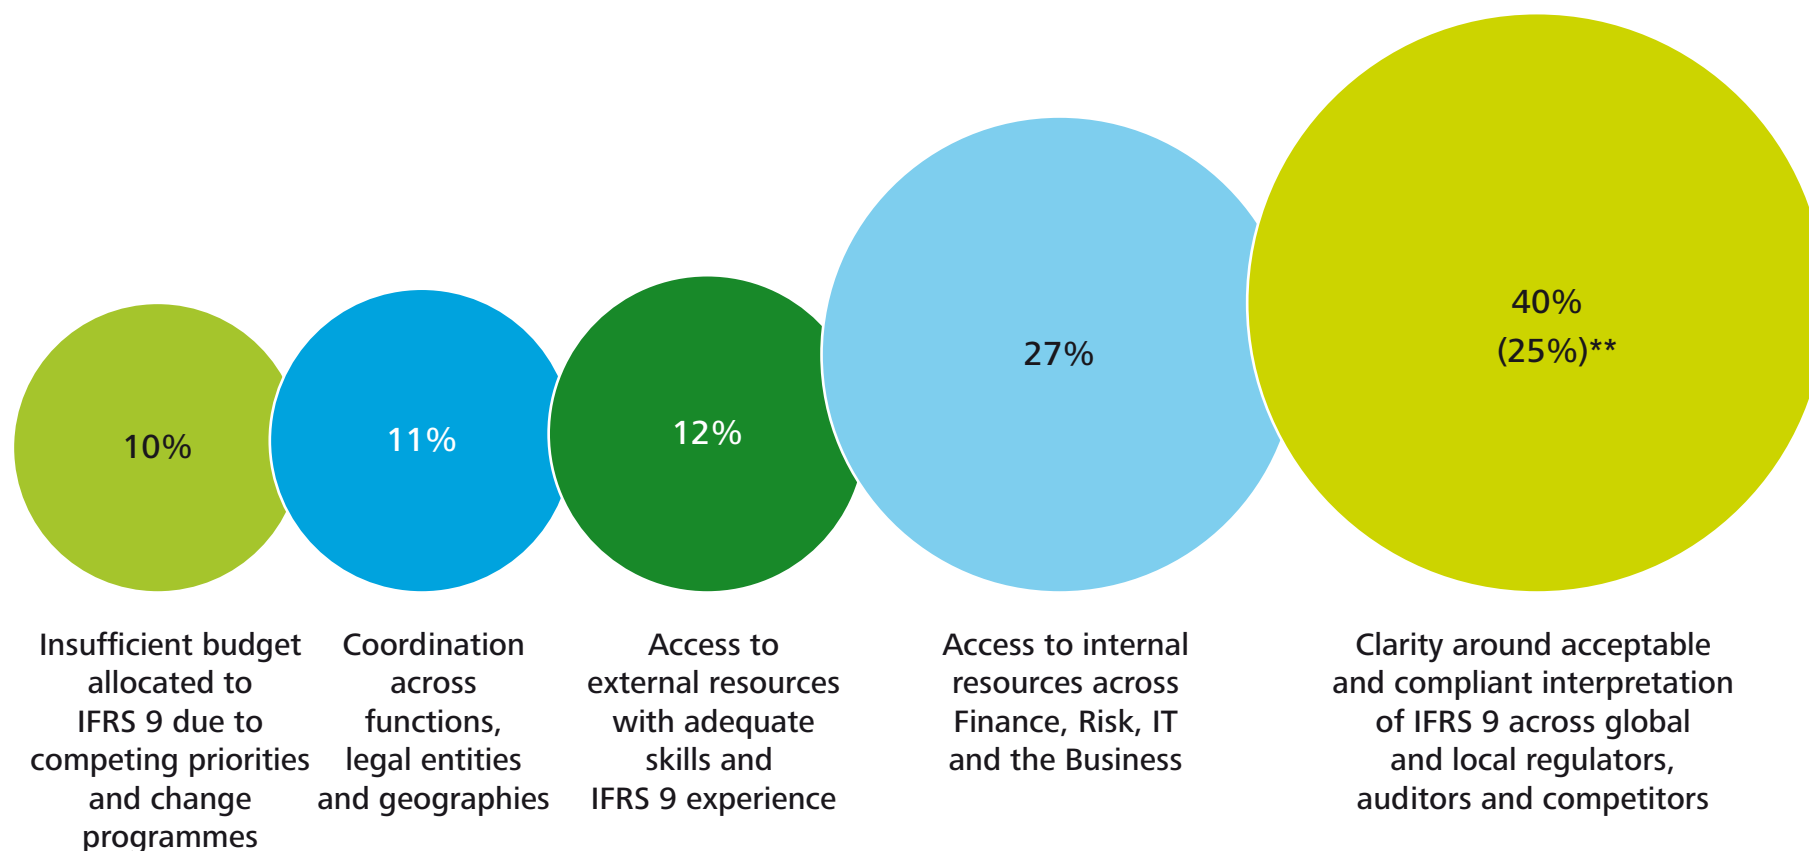 10%
11%
12%
27%
40%
(25%)**
Insufficient budget
allocated to
IFRS 9 due to
competing priorities
and change
programmes
Coordination
across
functions,
legal entities
and geographies
Access to
external resources
with adequate
skills and
IFRS 9 experience
Access to internal
resources across
Finance, Risk, IT
and the Business
Clarity around acceptable
and compliant interpretation
of IFRS 9 across global
and local regulators,
auditors and competitors